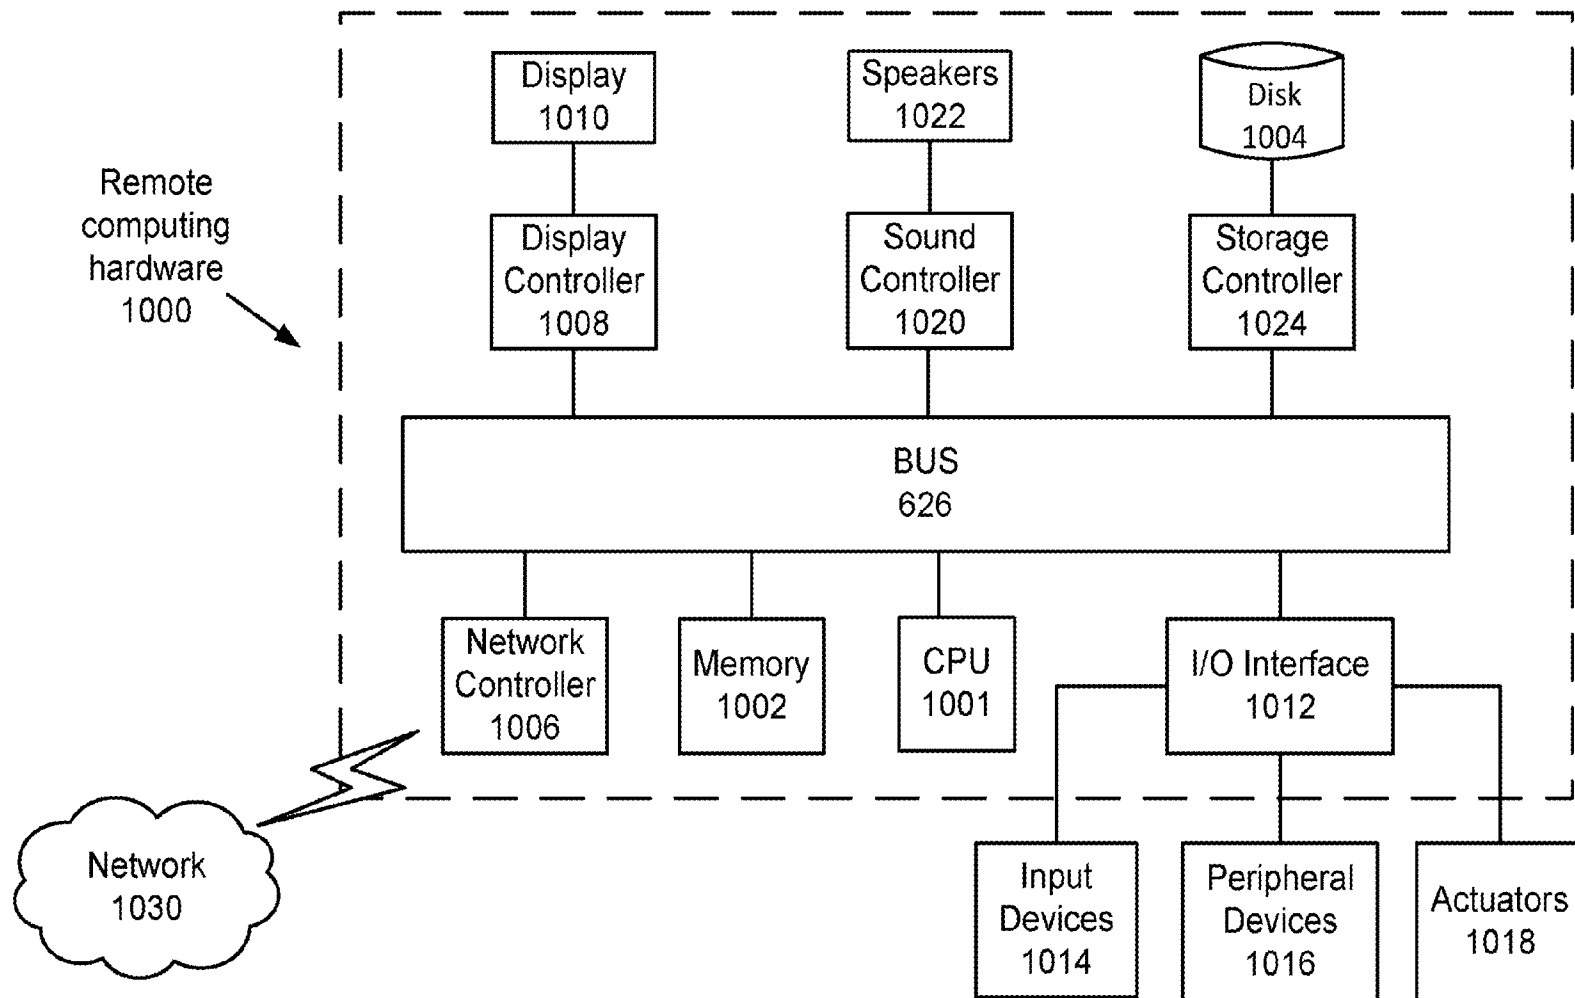 Display
1010
Speakers
1022
Disk
1004
Remote
computing
hardware
1000
Display
Controller
1008
Sound
Controller
1020
Storage
Controller
1024
BUS
626
Network
Controller
1006
Memory
1002
CPU
1001
I/O Interface
1012
Network
1030
Input
Devices
1014
Peripheral
Devices
1016
Actuators
1018